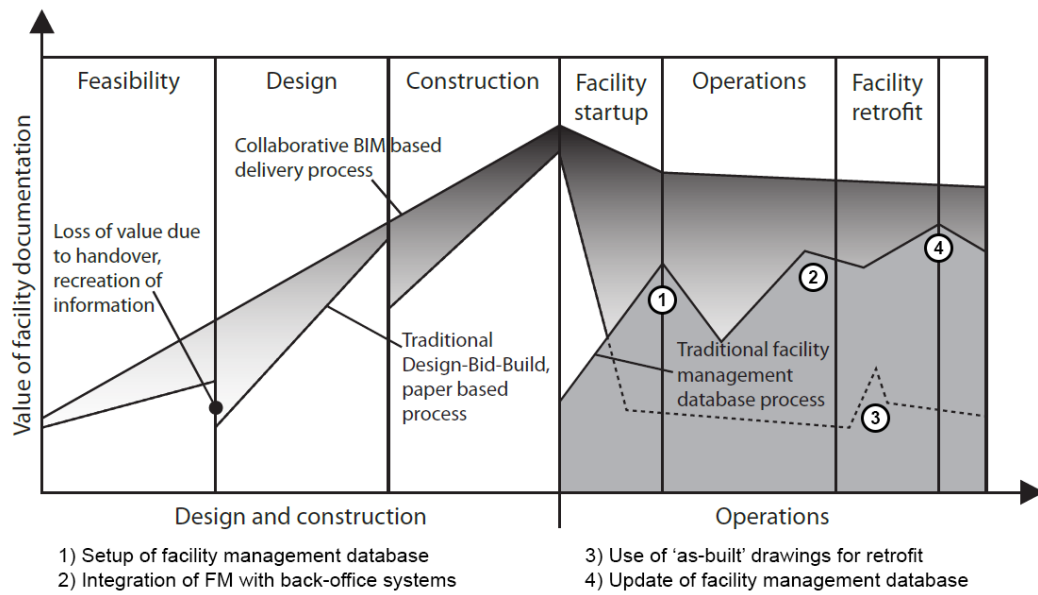 Feasibility
Design
Construction
Facility
startup
Operations
Facility
retrofit
Value of facility documentation
Collaborative BIM based
delivery process
Loss of value due
to handover,
recreation of
information
Traditional
Design-Bid-Build,
paper based
process
Traditional facility
management
database process
1
2
3
4
Design and construction
Operations
1) Setup of facility management database
2) Integration of FM with back-office systems
3) Use of ‘as-built’ drawings for retrofit
4) Update of facility management database